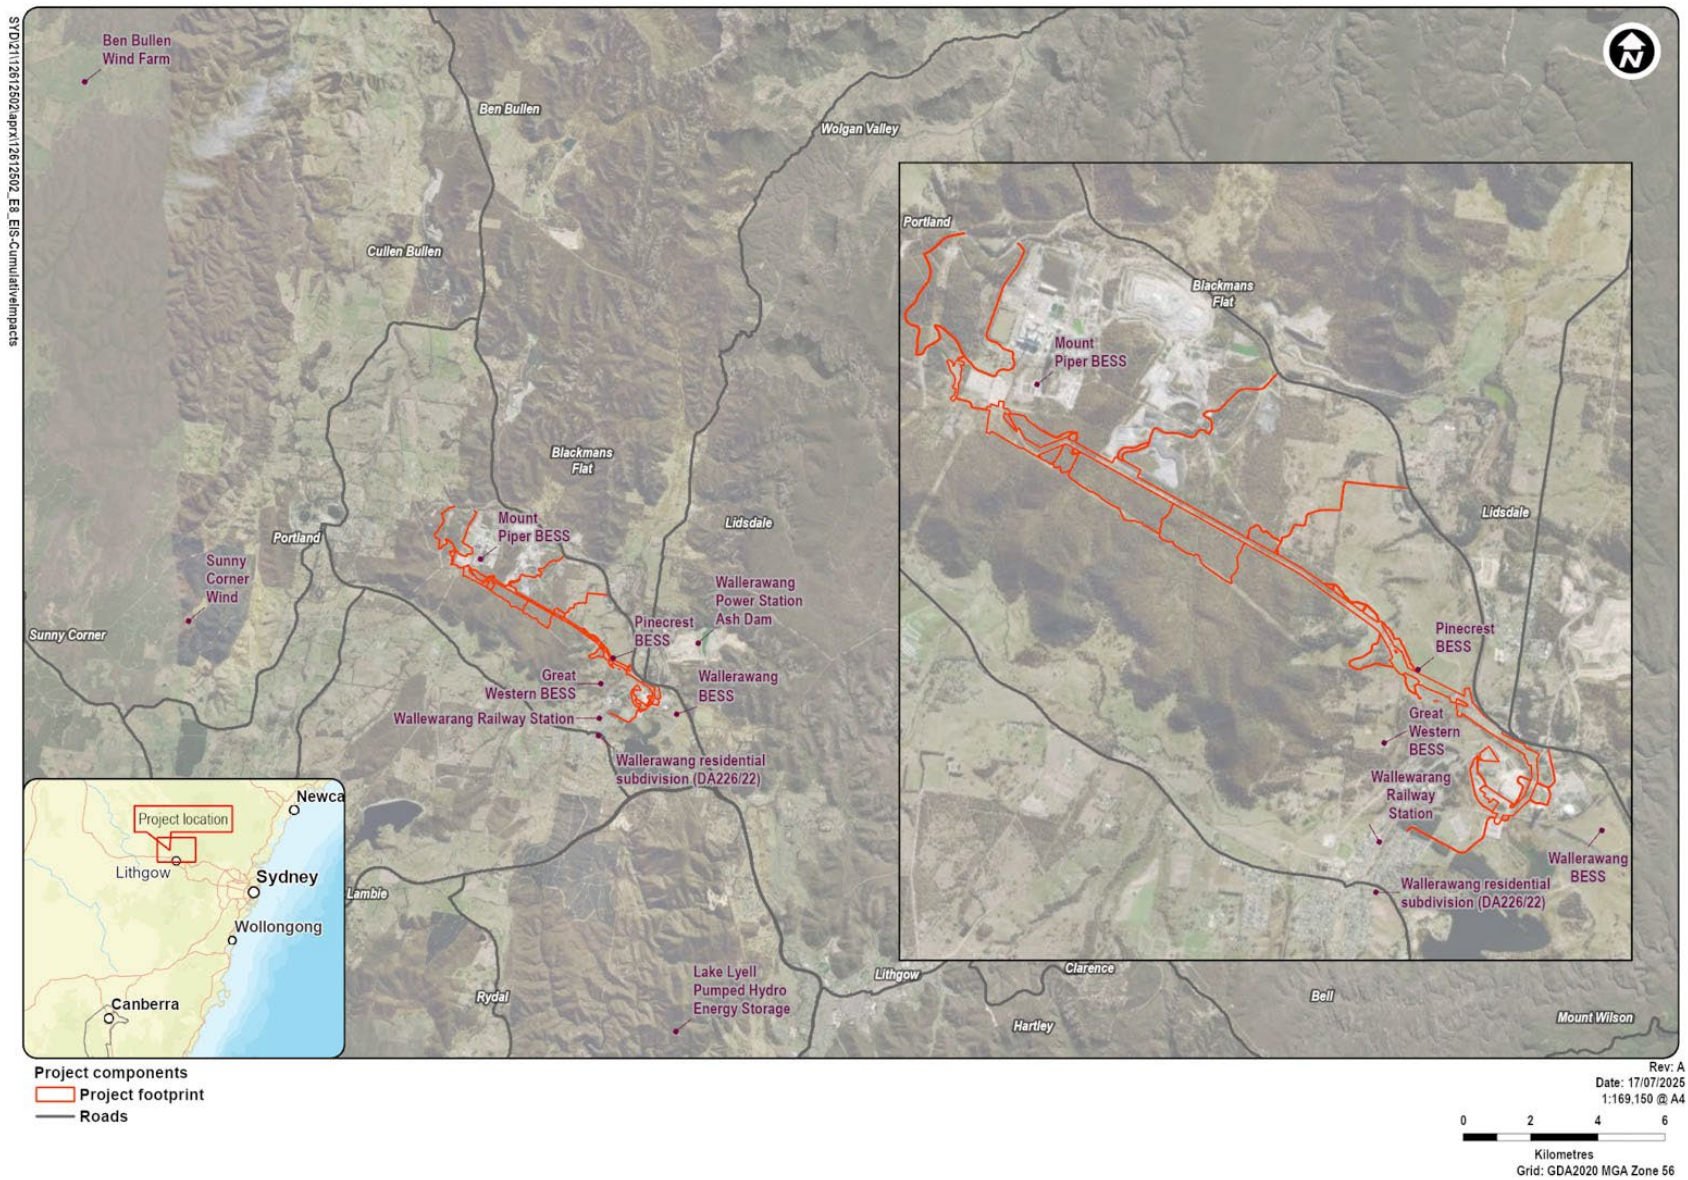 SYD\21\12612502\aprx\12612502_E8_EIS-CumulativeImpacts
Ben Bullen
Wind Farm
Ben Bullen
Wolgan Valley
N
Cullen Bullen
Blackmans
Flat
Portland
Mount
Piper BESS
Lidsdale
Sunny
Corner
Wind
Sunny Corner
Wallerawang
Power Station
Ash Dam
Pinecrest
BESS
Great
Western BESS
Wallerawang
BESS
Wallewarang Railway Station
Wallerawang residential
subdivision (DA226/22)
Lambie
Rydal
Lake Lyell
Pumped Hydro
Energy Storage
Lithgow
Clarence
Hartley
Bell
Mount Wilson
Portland
Blackmans
Flat
Mount
Piper BESS
Lidsdale
Pinecrest
BESS
Great
Western
BESS
Wallewarang
Railway
Station
Wallerawang
BESS
Wallerawang residential
subdivision (DA226/22)
Newca
Project location
Lithgow
Sydney
Wollongong
Canberra
Project components
Project footprint
Roads
Rev: A
Date: 17/07/2025
1:169,150 @ A4
0 2 4 6
Kilometres
Grid: GDA2020 MGA Zone 56